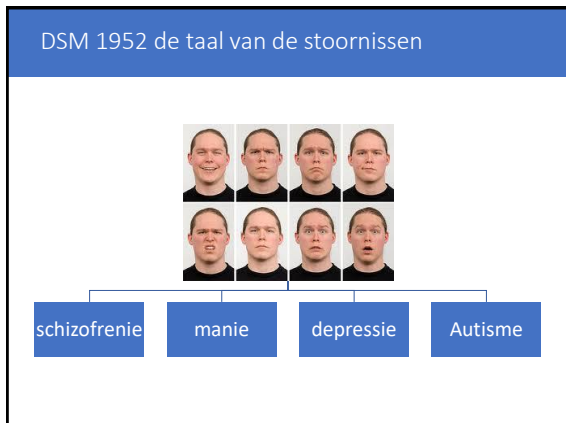 DSM 1952 de taal van de stoornissen
schizofrenie
manie
depressie
Autisme